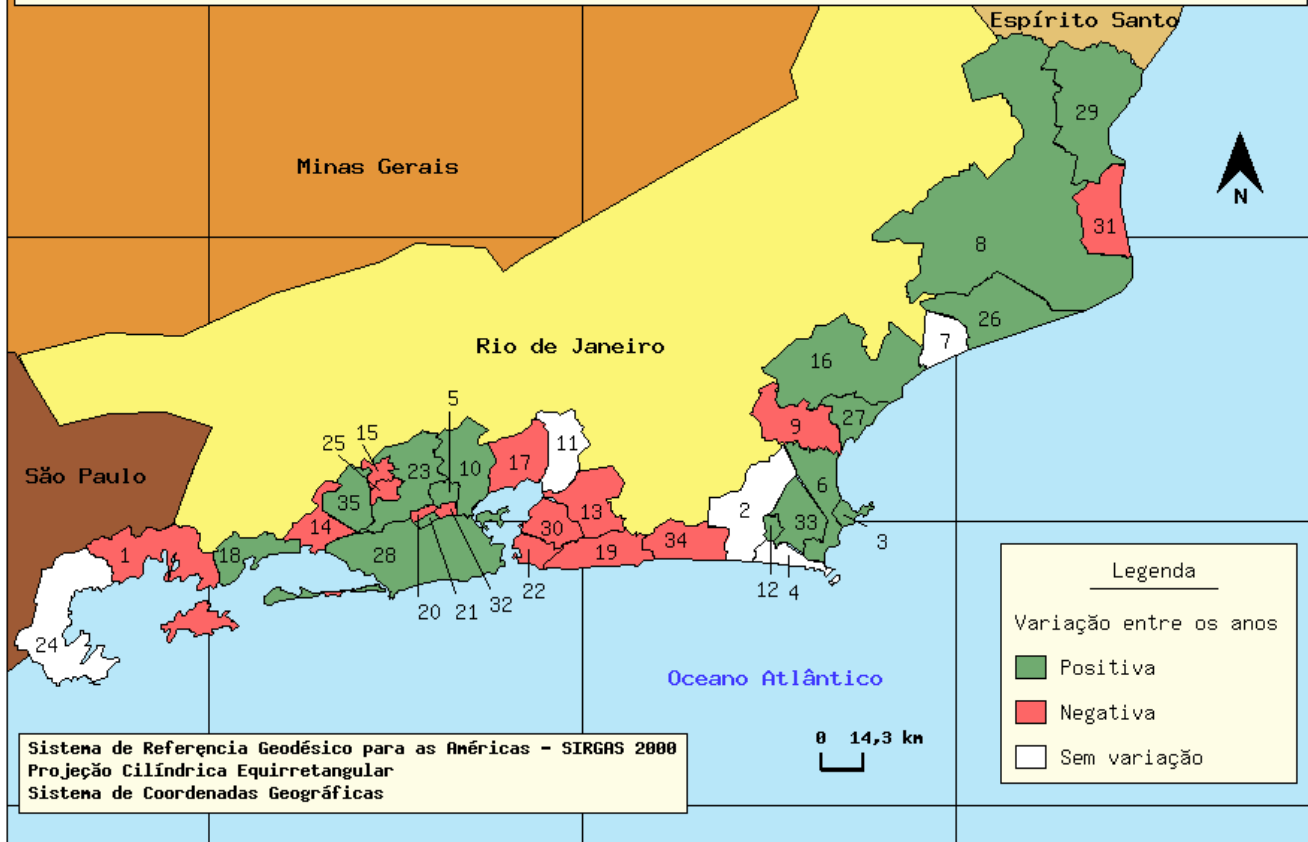 Espírito Santo
29
Minas Gerais
N
31
8
26
7
Rio de Janeiro
16
5
27
15
9
11
25
17
23
10
São Paulo
6
35
2
13
14
33
30
1
18
28
19
34
3
12
4
22
32
20
21
24
Legenda
Variação entre os anos
Positiva
Negativa
Sem variação
Oceano Atlântico
0 14,3 km
Sistema de Referência Geodésico para as Américas - SIRGAS 2000
Projeção Cilíndrica Equirretangular
Sistema de Coordenadas Geográficas